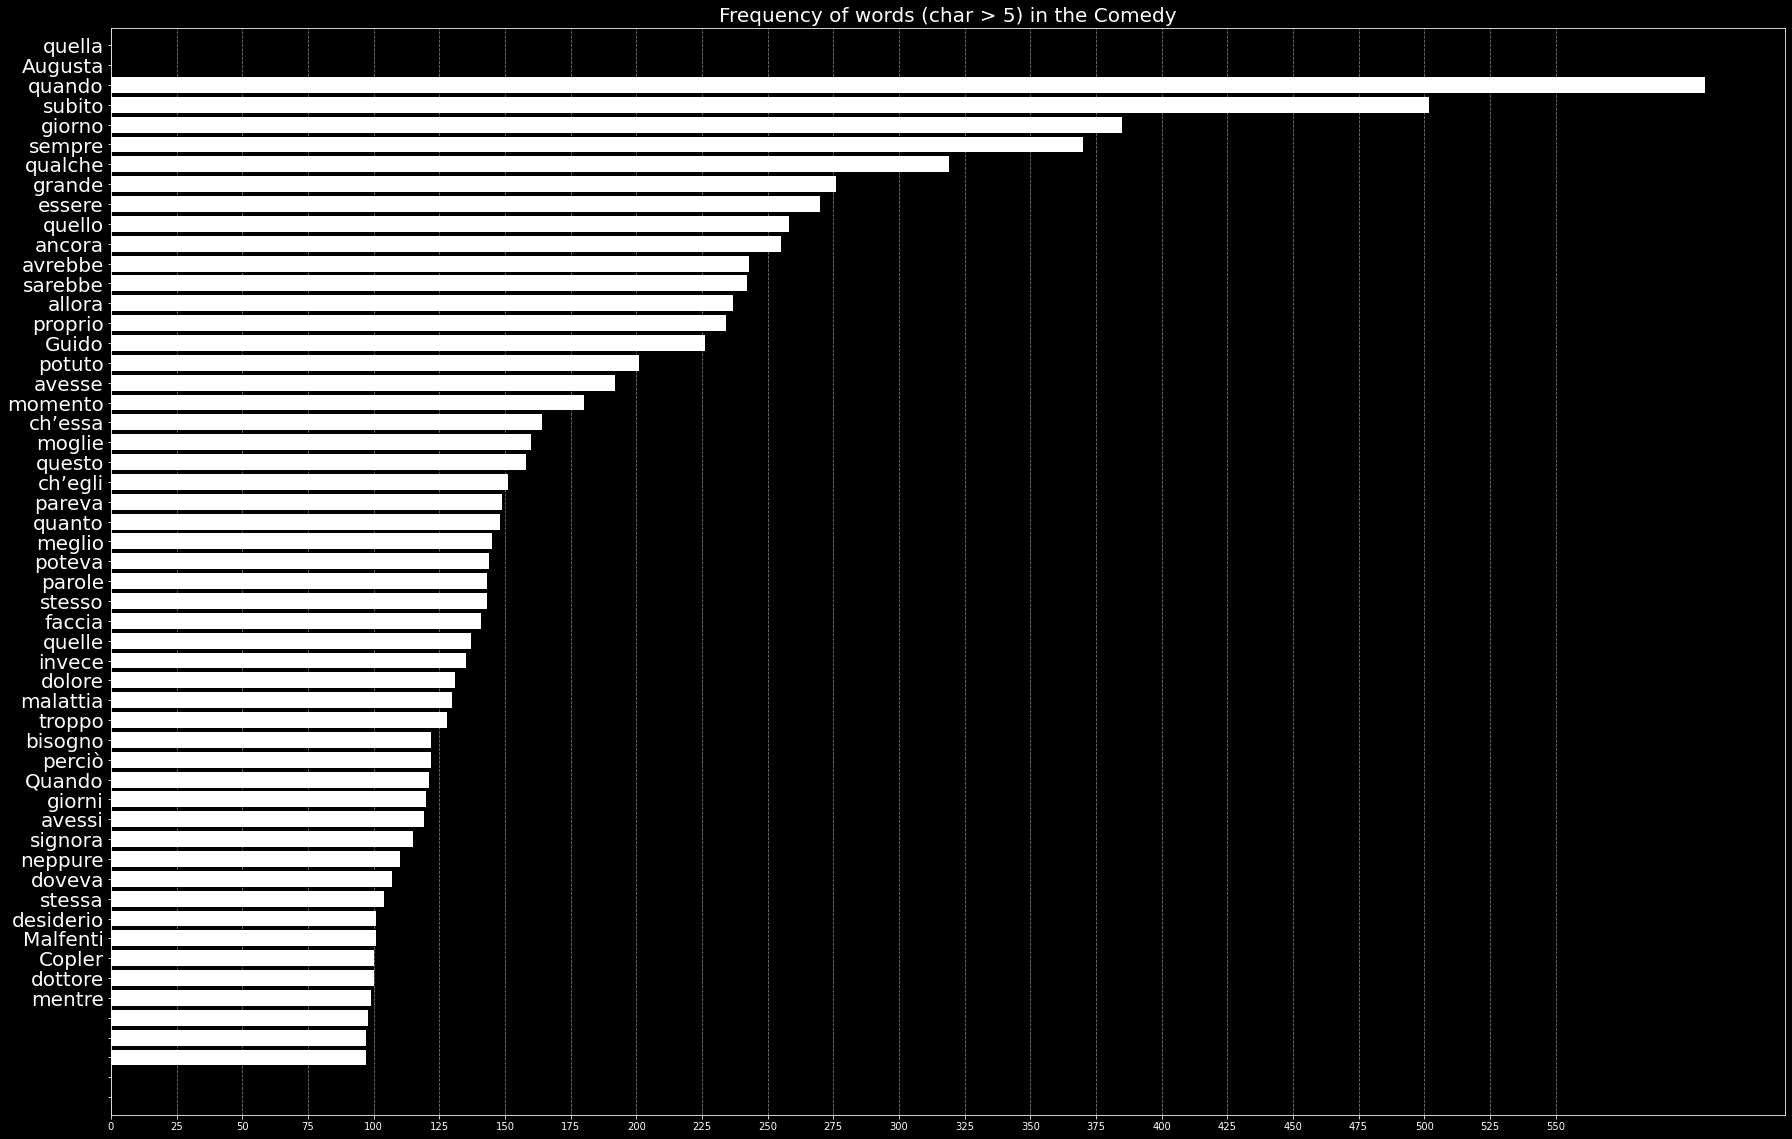 Frequency of words (char > 5) in the Comedy
quella
Augusta
quando
subito
giorno
sempre
qualche
grande
essere
quello
ancora
avrebbe
sarebbe
allora
proprio
Guido
potuto
avesse
momento
ch’essa
moglie
questo
ch’egli
pareva
quanto
meglio
poteva
parole
stesso
faccia
quelle
invece
dolore
malattia
troppo
bisogno
perciò
Quando
giorni
avessi
signora
neppure
doveva
stessa
desiderio
Malfenti
Copler
dottore
mentre
0 25 50 75 100 125 150 175 200 225 250 275 300 325 350 375 400 425 450 475 500 525 550